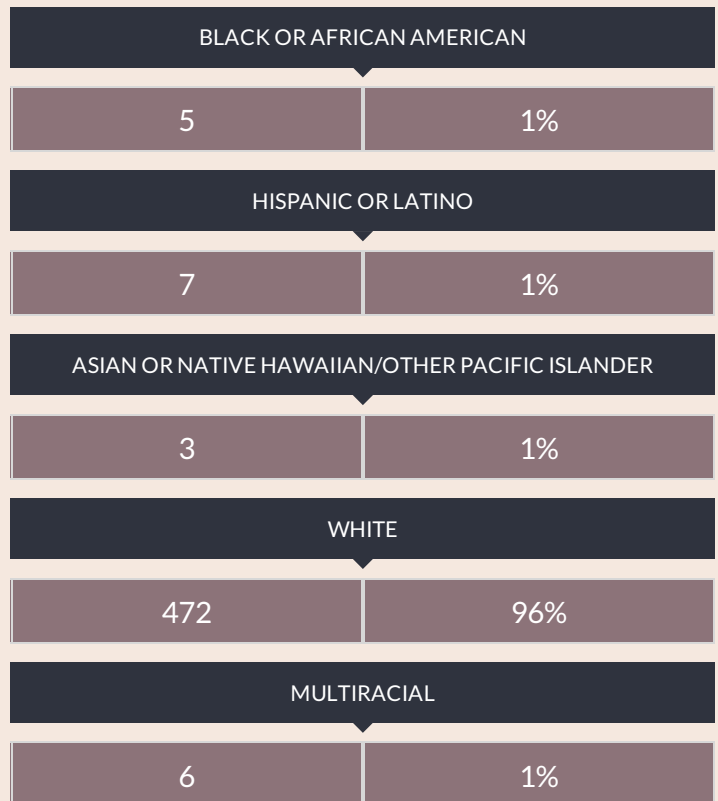 BLACK OR AFRICAN AMERICAN
5 1%
HISPANIC OR LATINO
7 1%
ASIAN OR NATIVE HAWAIIAN/OTHER PACIFIC ISLANDER
3 1%
WHITE
472 96%
MULTIRACIAL
6 1%